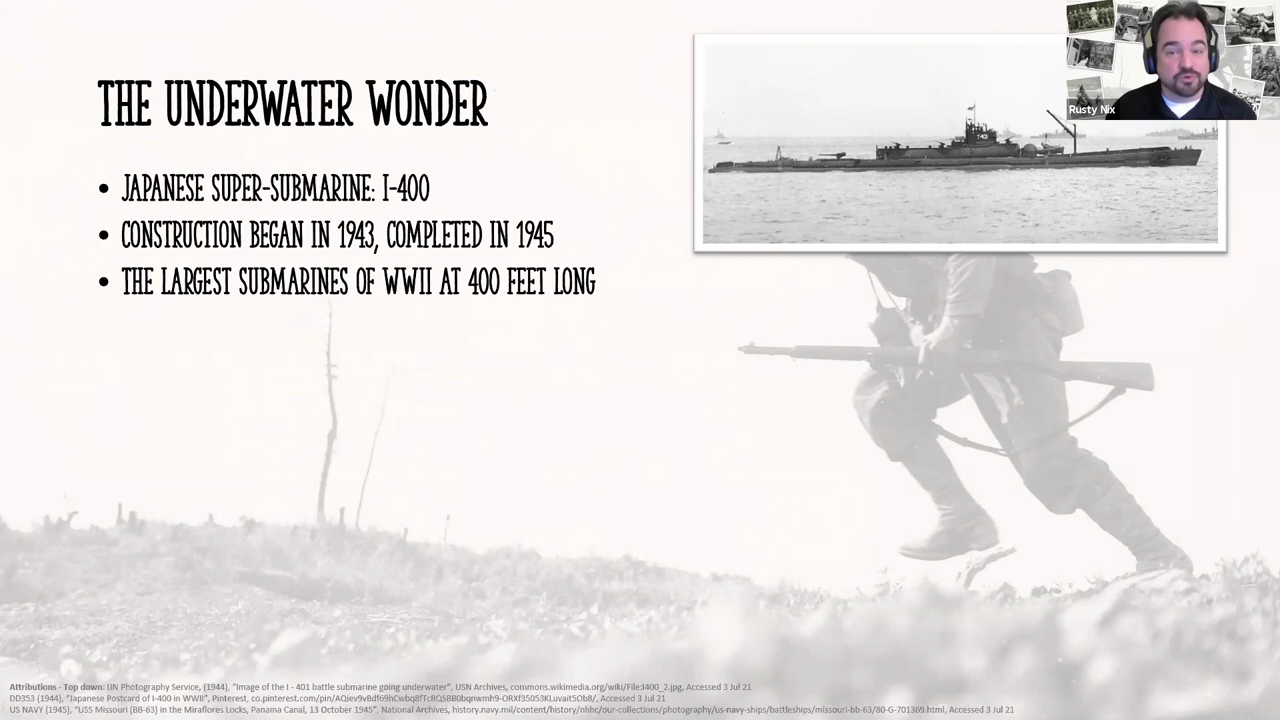 THE UNDERWATER WONDER
• JAPANESE SUPER-SUBMARINE: I-400
• CONSTRUCTION BEGAN IN 1943, COMPLETED IN 1945
• THE LARGEST SUBMARINES OF WWII AT 400 FEET LONG
Rusty Nix
Attributions - Top down: IJN Photography Service, (1944), "Image of the I - 401 battle submarine going underwater", USN Archives, commons.wikimedia.org/wiki/File:I400_2.jpg, Accessed 3 Jul 21
DD353 (1944), "Japanese Postcard of I-400 in WWII", Pinterest, Accessed 3 Jul 21
US NAVY (1945), "USS Missouri (BB-63) in the Miraflores Locks, Panama Canal, 13 October 1945", National Archives, history.navy.mil/content/history/nhhc/our-collections/photography/us-navy-ships/battleships/missouri-bb-63/80-G-701369.html, Accessed 3 Jul 21